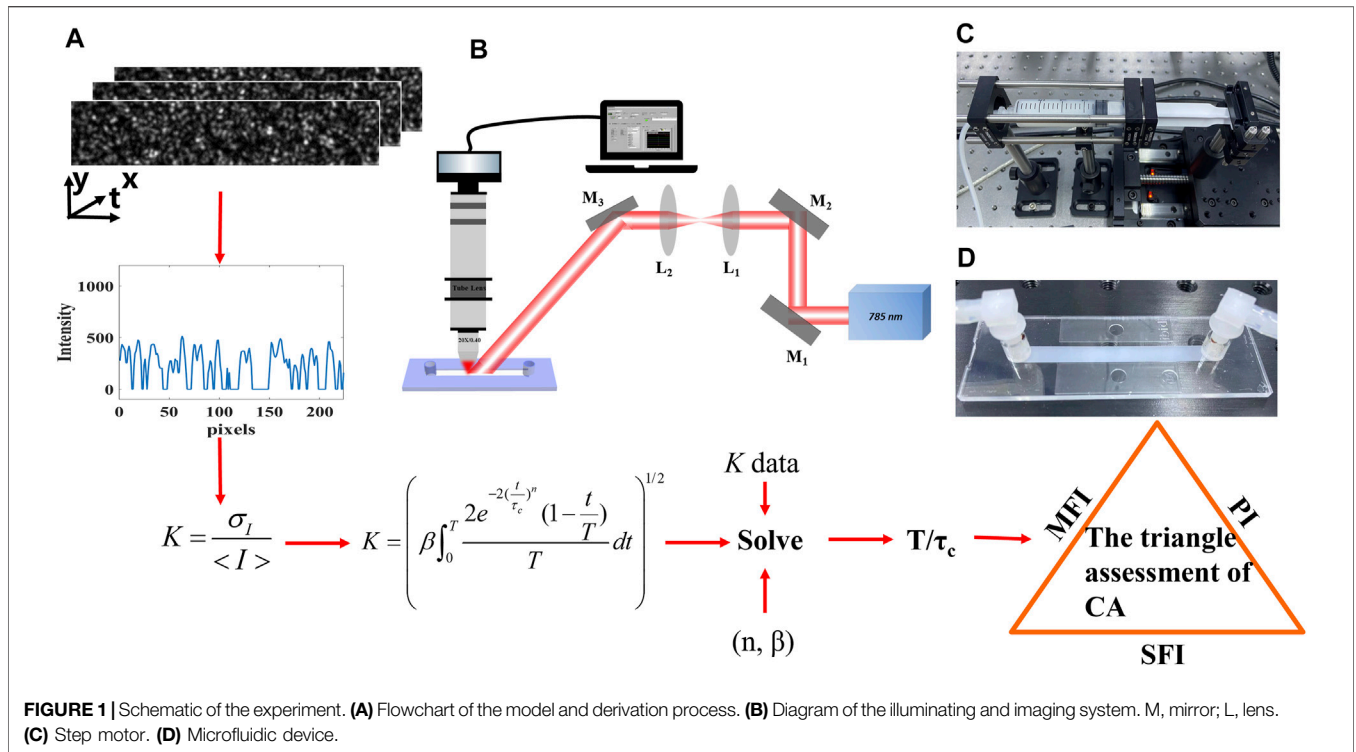 A
B
C
D
y
t
x
1000
500
0
Intensity
0 50 100 150 200
pixels
M3
M2
L2
L1
M1
Tube Lens
20X/0.40
785 nm
K = σ_I / <I>
K = ( β ∫_0^T 2e^{-2(t/τ_c)^n} (1 - t/T) / T dt )^{1/2}
K data
Solve
(n, β)
T/τc
MFI
PI
The triangle
assessment of
CA
SFI
FIGURE 1 | Schematic of the experiment. (A) Flowchart of the model and derivation process. (B) Diagram of the illuminating and imaging system. M, mirror; L, lens.
(C) Step motor. (D) Microfluidic device.